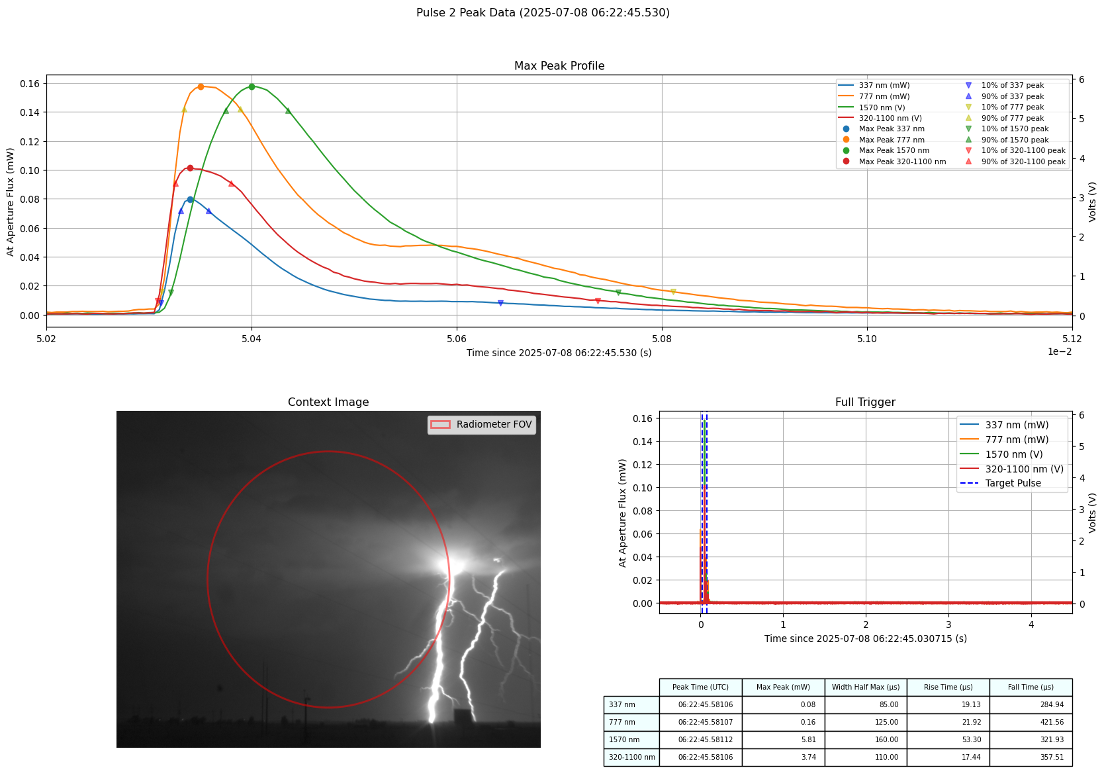 Pulse 2 Peak Data (2025-07-08 06:22:45.530)
Max Peak Profile
At Aperture Flux (mW)
0.16
0.14
0.12
0.10
0.08
0.06
0.04
0.02
0.00
337 nm (mW)
777 nm (mW)
1570 nm (V)
320-1100 nm (V)
Max Peak 337 nm
Max Peak 777 nm
Max Peak 1570 nm
Max Peak 320-1100 nm
10% of 337 peak
90% of 337 peak
10% of 777 peak
90% of 777 peak
10% of 1570 peak
90% of 1570 peak
10% of 320-1100 peak
90% of 320-1100 peak
6
5
4
3
2
1
0
Volts (V)
5.02 5.04 5.06 5.08 5.10 5.12
1e−2
Time since 2025-07-08 06:22:45.530 (s)
Context Image
Radiometer FOV
Full Trigger
At Aperture Flux (mW)
0.16
0.14
0.12
0.10
0.08
0.06
0.04
0.02
0.00
337 nm (mW)
777 nm (mW)
1570 nm (V)
320-1100 nm (V)
Target Pulse
6
5
4
3
2
1
0
Volts (V)
0 1 2 3 4
Time since 2025-07-08 06:22:45.030715 (s)
Peak Time (UTC) Max Peak (mW) Width Half Max (µs) Rise Time (µs) Fall Time (µs)
337 nm 06:22:45.58106 0.08 85.00 19.13 284.94
777 nm 06:22:45.58107 0.16 125.00 21.92 421.56
1570 nm 06:22:45.58112 5.81 160.00 53.30 321.93
320-1100 nm 06:22:45.58106 3.74 110.00 17.44 357.51